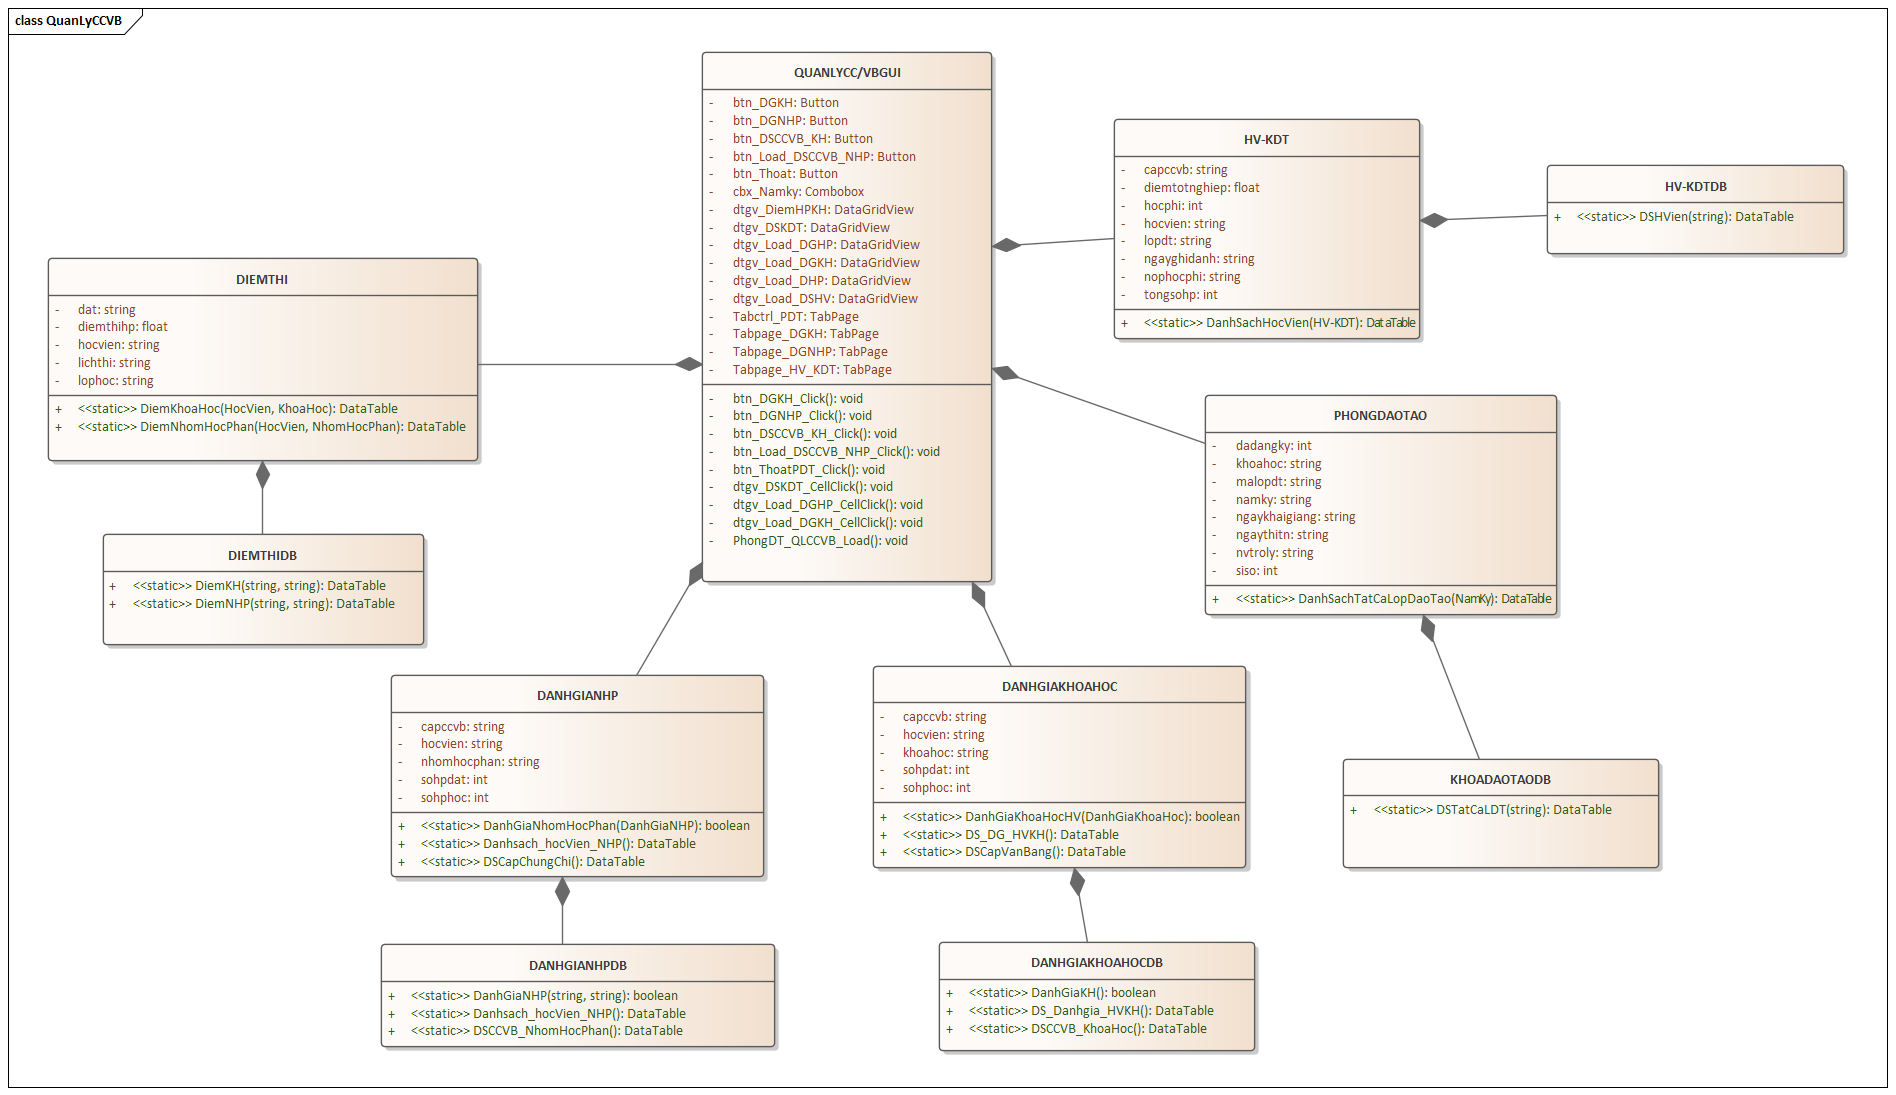 class QuanLyCCVB
QUANLYCC/VBGUI
- btn_DGKH: Button
- btn_DGNHP: Button
- btn_DSCCVB_KH: Button
- btn_Load_DSCCVB_NHP: Button
- btn_Thoat: Button
- cbx_Namky: Combobox
- dtgv_DiemHPKH: DataGridView
- dtgv_DSKDT: DataGridView
- dtgv_Load_DGHP: DataGridView
- dtgv_Load_DGKH: DataGridView
- dtgv_Load_DHP: DataGridView
- dtgv_Load_DSHV: DataGridView
- Tabctrl_PDT: TabPage
- Tabpage_DGKH: TabPage
- Tabpage_DGNHP: TabPage
- Tabpage_HV_KDT: TabPage
- btn_DGKH_Click(): void
- btn_DGNHP_Click(): void
- btn_DSCCVB_KH_Click(): void
- btn_Load_DSCCVB_NHP_Click(): void
- btn_ThoatPDT_Click(): void
- dtgv_DSKDT_CellClick(): void
- dtgv_Load_DGHP_CellClick(): void
- dtgv_Load_DGKH_CellClick(): void
- PhongDT_QLCCVB_Load(): void
HV-KDT
- capccvb: string
- diemtotnghiep: float
- hocphi: int
- hocvien: string
- lopdt: string
- ngayghidanh: string
- nophocphi: string
- tongsohp: int
+ <<static>> DanhSachHocVien(HV-KDT): DataTable
HV-KDTDB
+ <<static>> DSHVien(string): DataTable
DIEMTHI
- dat: string
- diemthihp: float
- hocvien: string
- lichthi: string
- lophoc: string
+ <<static>> DiemKhoaHoc(HocVien, KhoaHoc): DataTable
+ <<static>> DiemNhomHocPhan(HocVien, NhomHocPhan): DataTable
DIEMTHIDB
+ <<static>> DiemKH(string, string): DataTable
+ <<static>> DiemNHP(string, string): DataTable
PHONGDAOTAO
- dadangky: int
- khoahoc: string
- malopdt: string
- namky: string
- ngaykhaigiang: string
- ngaythitn: string
- nvtroly: string
- siso: int
+ <<static>> DanhSachTatCaLopDaoTao(NamKy): DataTable
KHOADAOTAODB
+ <<static>> DSTatCaLDT(string): DataTable
DANHGIANHP
- capccvb: string
- hocvien: string
- nhomhocphan: string
- sohpdat: int
- sohphoc: int
+ <<static>> DanhGiaNhomHocPhan(DanhGiaNHP): boolean
+ <<static>> Danhsach_hocVien_NHP(): DataTable
+ <<static>> DSCapChungChi(): DataTable
DANHGIAKHOAHOC
- capccvb: string
- hocvien: string
- khoahoc: string
- sohpdat: int
- sohphoc: int
+ <<static>> DanhGiaKhoaHocHV(DanhGiaKhoaHoc): boolean
+ <<static>> DS_DG_HVKH(): DataTable
+ <<static>> DSCapVanBang(): DataTable
DANHGIANHPDB
+ <<static>> DanhGiaNHP(string, string): boolean
+ <<static>> Danhsach_hocVien_NHP(): DataTable
+ <<static>> DSCCVB_NhomHocPhan(): DataTable
DANHGIAKHOAHOCDB
+ <<static>> DanhGiaKH(): boolean
+ <<static>> DS_Danhgia_HVKH(): DataTable
+ <<static>> DSCCVB_KhoaHoc(): DataTable